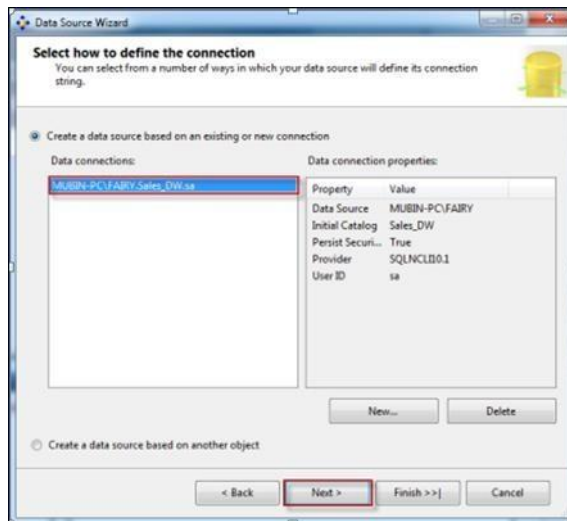 Data Source Wizard
Select how to define the connection
You can select from a number of ways in which your data source will define its connection
string.
Create a data source based on an existing or new connection
Data connections:
Data connection properties:
MUBIN-PC\FAIRY.Sales_DW.sa
Property Value
Data Source MUBIN-PC\FAIRY
Initial Catalog Sales_DW
Persist Securi... True
Provider SQLNCLI10.1
User ID sa
New... Delete
Create a data source based on another object
< Back Next > Finish >>| Cancel